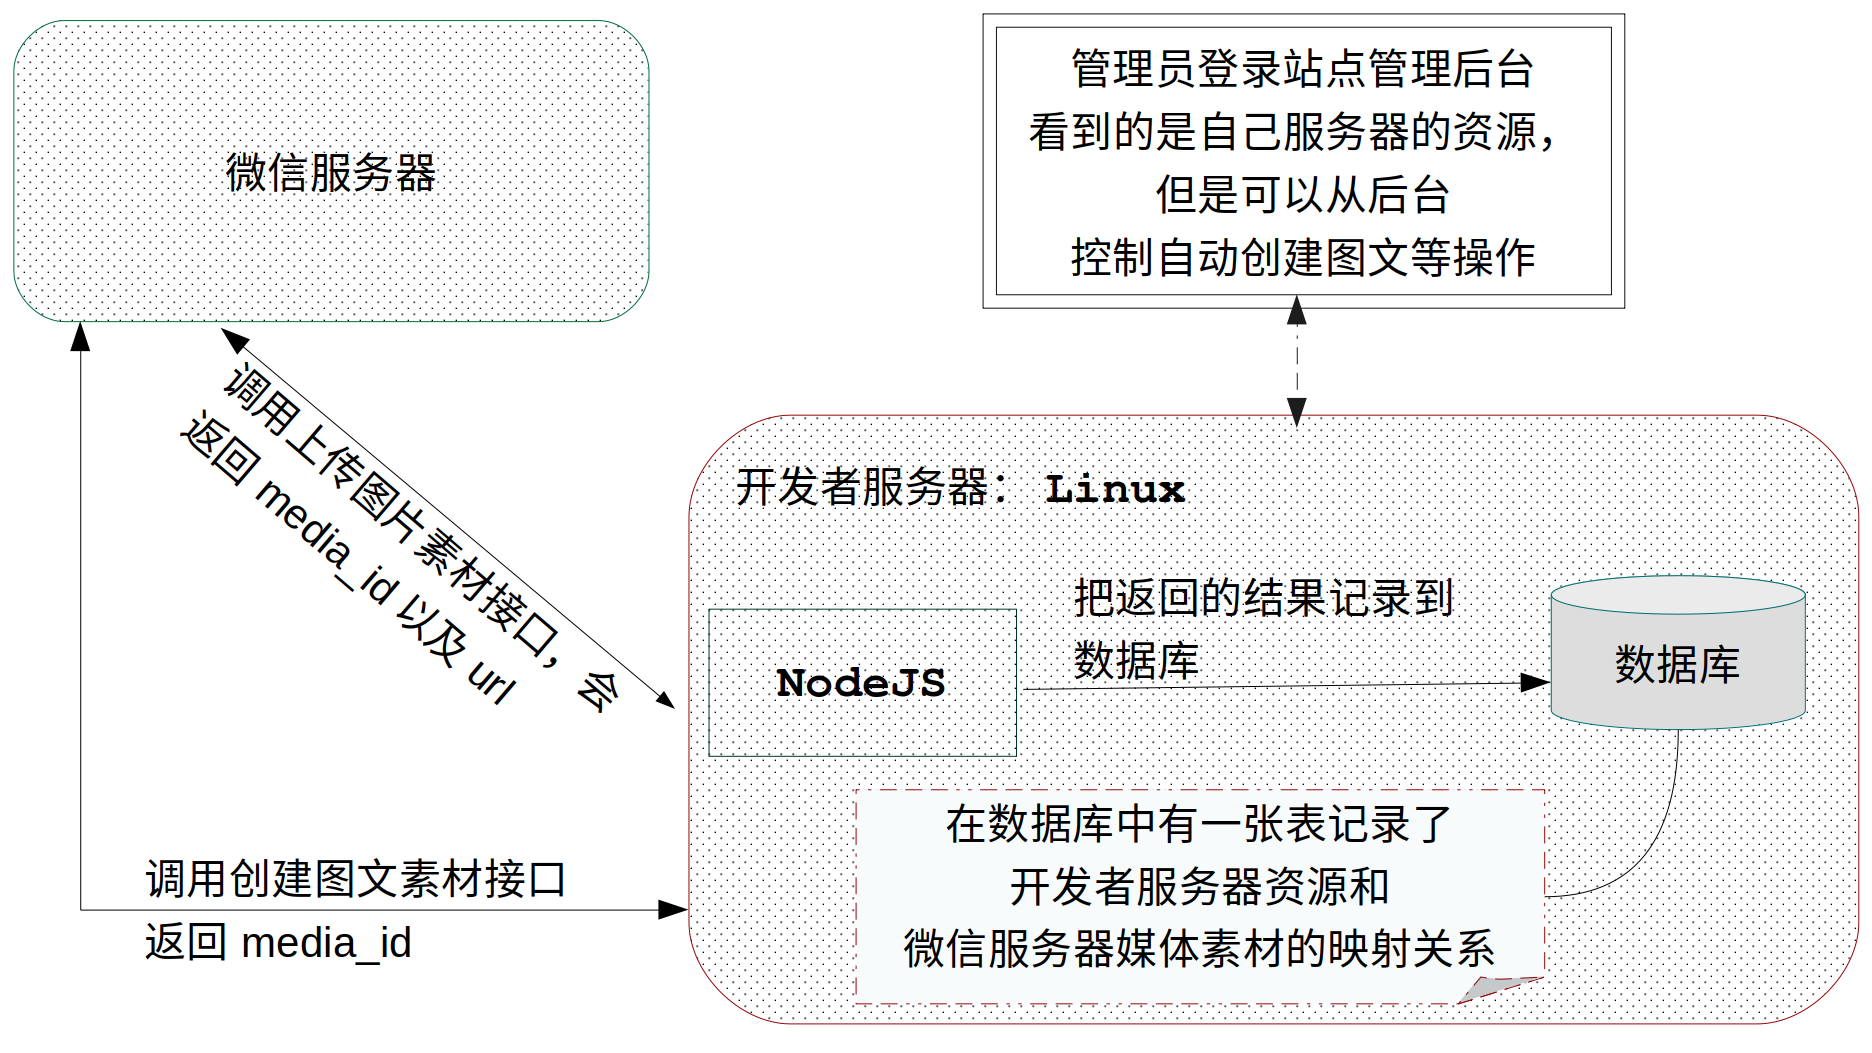 微信服务器
管理员登录站点管理后台
看到的是自己服务器的资源，
但是可以从后台
控制自动创建图文等操作
调用上传图片素材接口，会
返回 media_id 以及 url
开发者服务器： Linux
把返回的结果记录到
数据库
NodeJS
数据库
在数据库中有一张表记录了
开发者服务器资源和
微信服务器媒体素材的映射关系
调用创建图文素材接口
返回 media_id